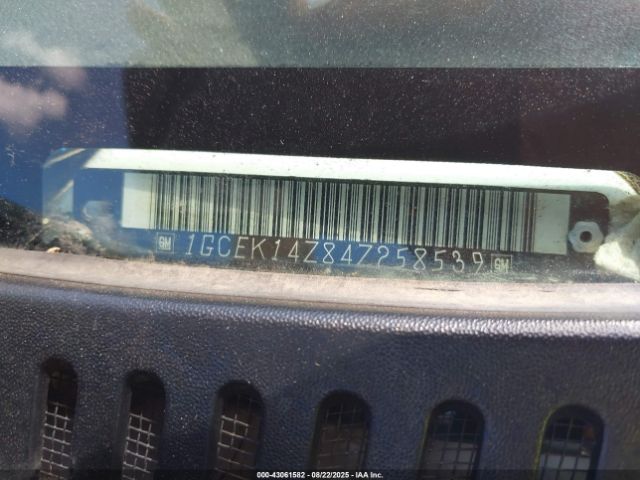 GM 1GCEK14Z84Z258539 GM
000-43061582 - 08/22/2025 - IAA Inc.